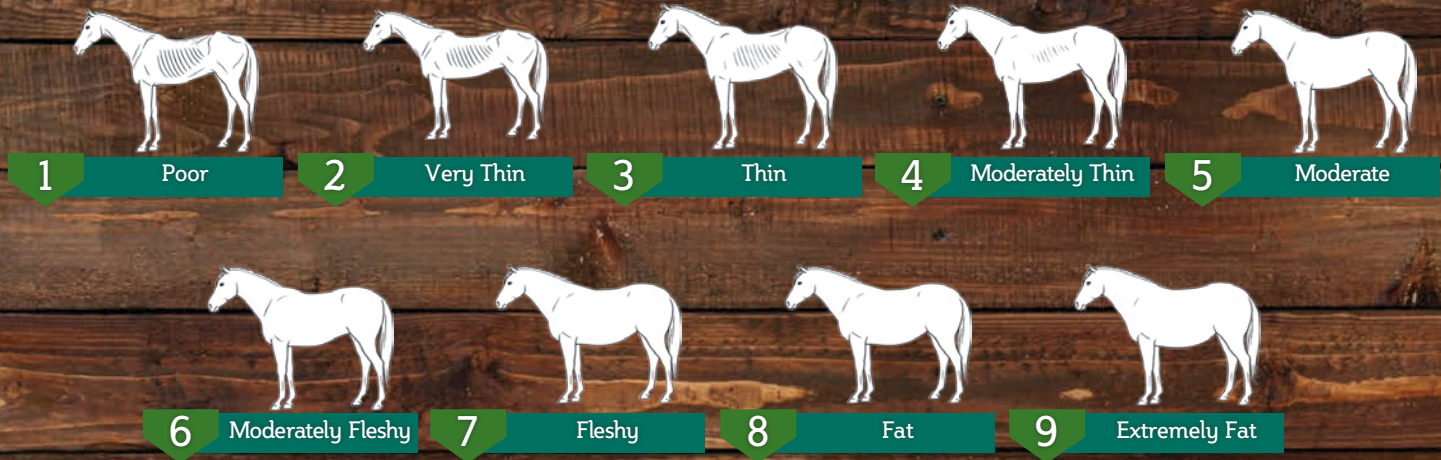 1 Poor
2 Very Thin
3 Thin
4 Moderately Thin
5 Moderate
6 Moderately Fleshy
7 Fleshy
8 Fat
9 Extremely Fat